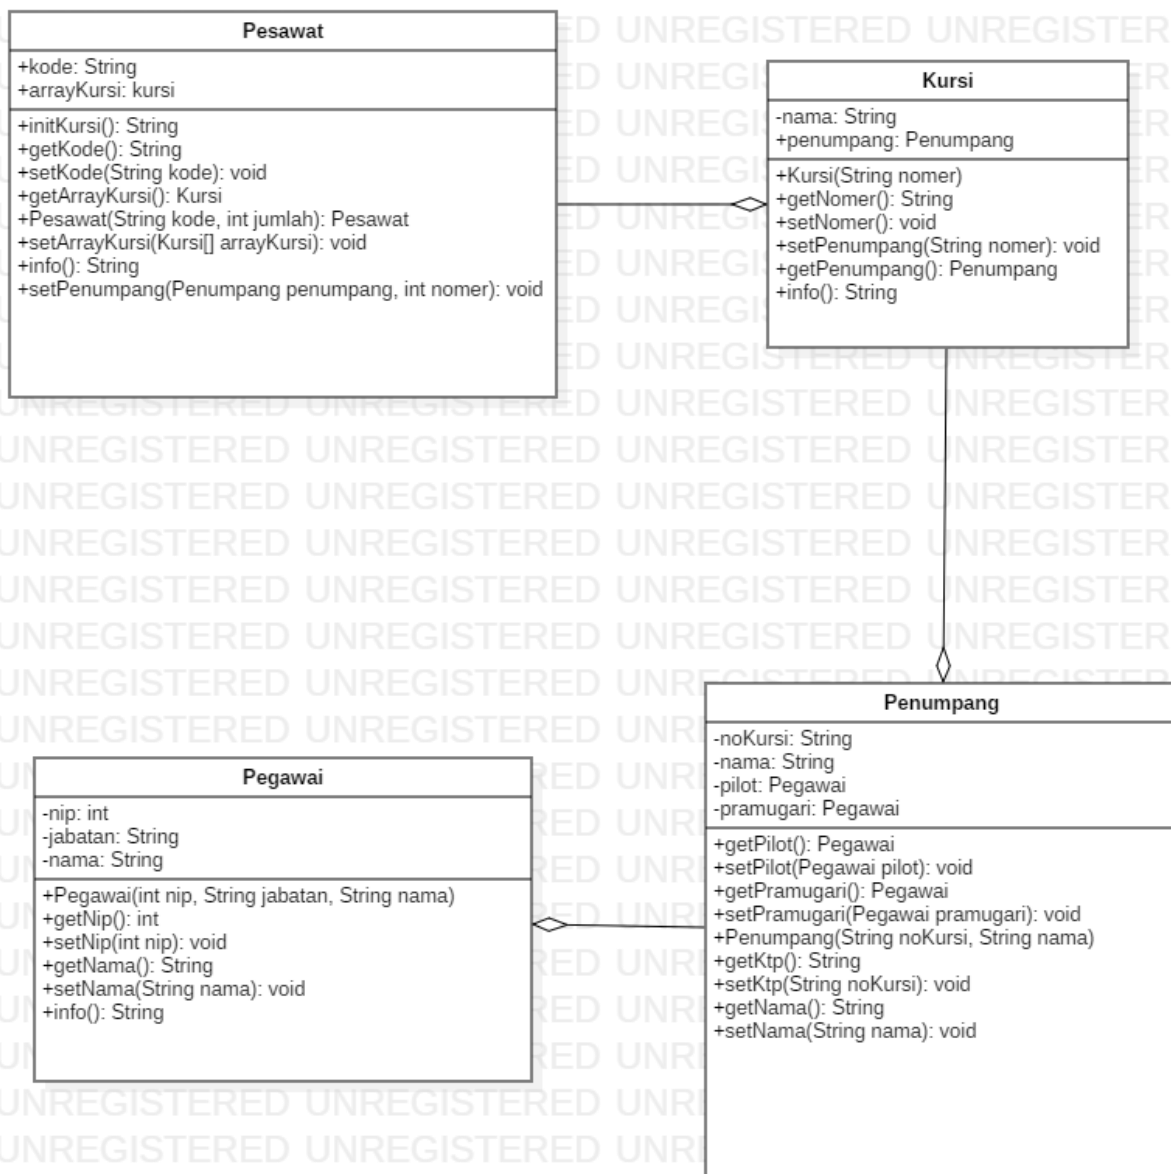 Pesawat
+kode: String
+arrayKursi: kursi
+initKursi(): String
+getKode(): String
+setKode(String kode): void
+getArrayKursi(): Kursi
+Pesawat(String kode, int jumlah): Pesawat
+setArrayKursi(Kursi[] arrayKursi): void
+info(): String
+setPenumpang(Penumpang penumpang, int nomer): void
Kursi
-nama: String
+penumpang: Penumpang
+Kursi(String nomer)
+getNomer(): String
+setNomer(): void
+setPenumpang(String nomer): void
+getPenumpang(): Penumpang
+info(): String
Pegawai
-nip: int
-jabatan: String
-nama: String
+Pegawai(int nip, String jabatan, String nama)
+getNip(): int
+setNip(int nip): void
+getNama(): String
+setNama(String nama): void
+info(): String
Penumpang
-noKursi: String
-nama: String
-pilot: Pegawai
-pramugari: Pegawai
+getPilot(): Pegawai
+setPilot(Pegawai pilot): void
+getPramugari(): Pegawai
+setPramugari(Pegawai pramugari): void
+Penumpang(String noKursi, String nama)
+getKtp(): String
+setKtp(String noKursi): void
+getNama(): String
+setNama(String nama): void
UNREGISTERED UNREGISTERED UNREGISTERED